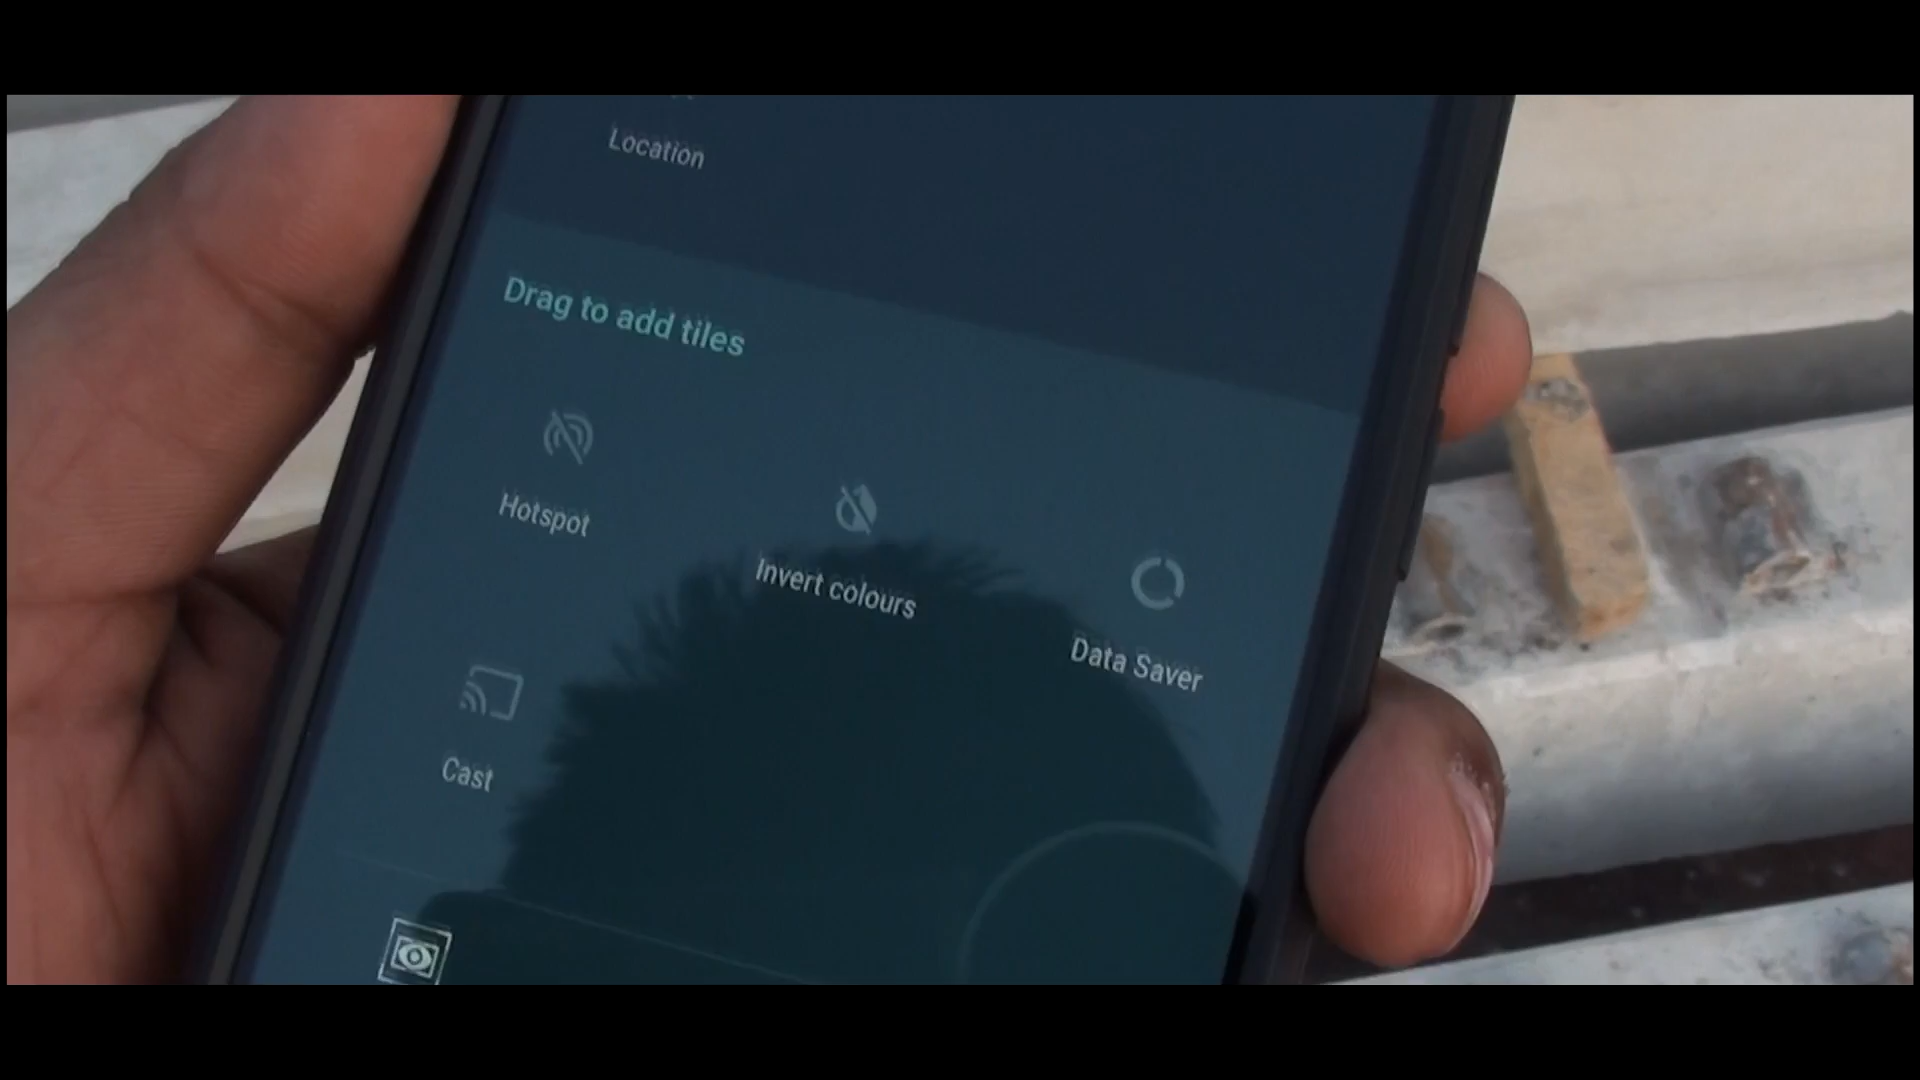 Location
Drag to add tiles
Hotspot
Invert colours
Data Saver
Cast